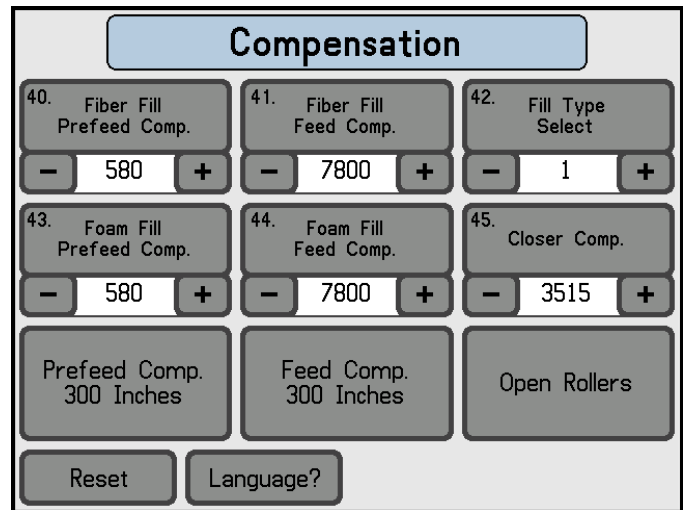 Compensation
40. Fiber Fill
Prefeed Comp.
41. Fiber Fill
Feed Comp.
42. Fill Type
Select
− 580 +
− 7800 +
− 1 +
43. Foam Fill
Prefeed Comp.
44. Foam Fill
Feed Comp.
45. Closer Comp.
− 580 +
− 7800 +
− 3515 +
Prefeed Comp.
300 Inches
Feed Comp.
300 Inches
Open Rollers
Reset
Language?